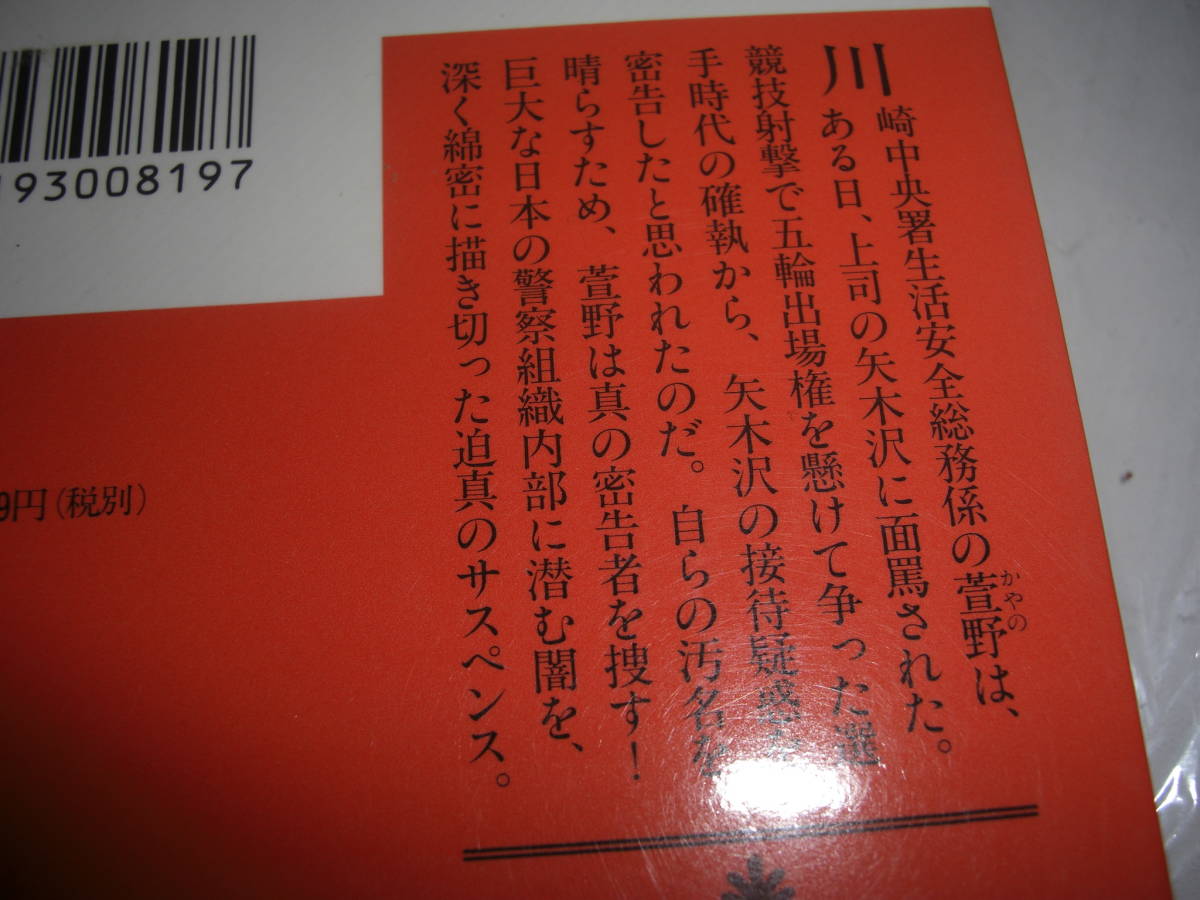 川崎中央署生活安全総務係の萱野は、
かやの
ある日、上司の矢木沢に面罵された。
競技射撃で五輪出場権を懸けて争った選
手時代の確執から、矢木沢の接待疑惑を
密告したと思われたのだ。自らの汚名を
晴らすため、萱野は真の密告者を捜す！
巨大な日本の警察組織内部に潜む闇を、
深く綿密に描き切った迫真のサスペンス。
193008197
9円（税別）